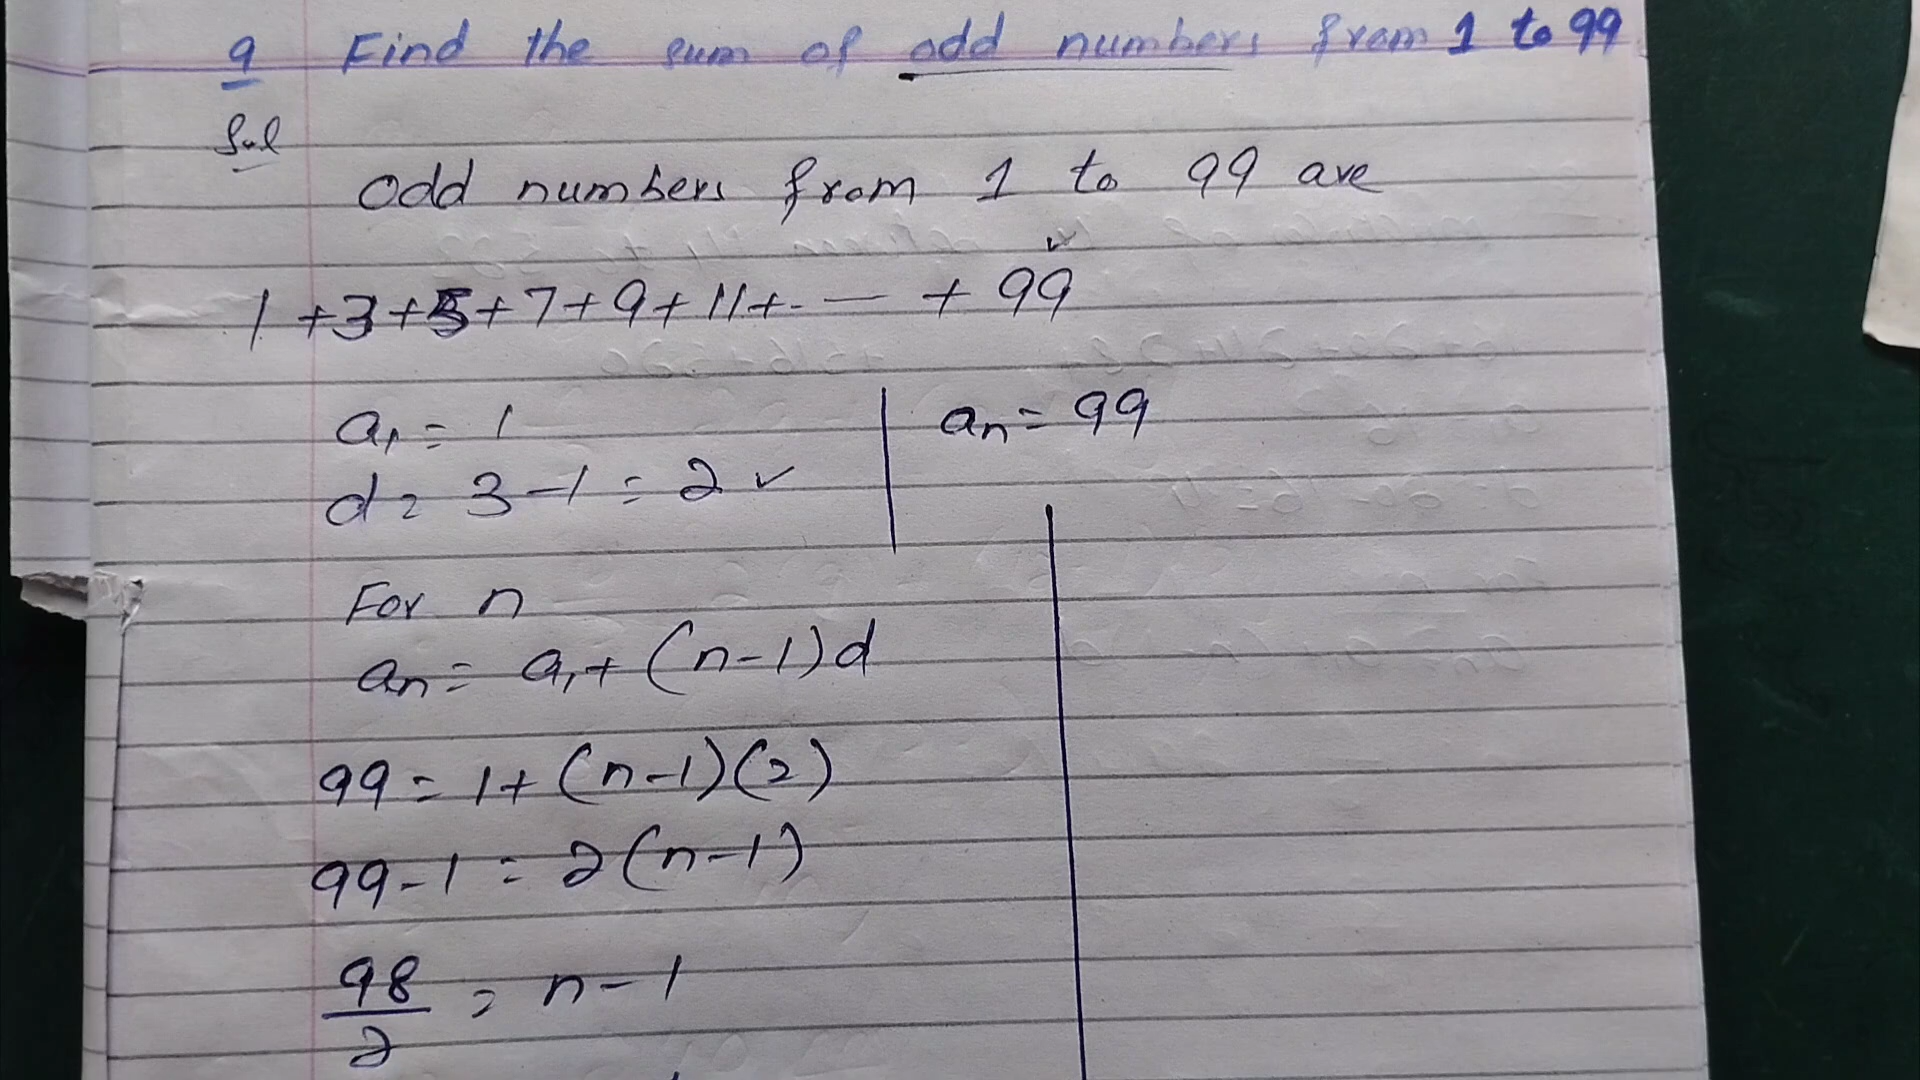 9 Find the sum of odd numbers from 1 to 99
Sol
Odd numbers from 1 to 99 are
1 + 3 + 5 + 7 + 9 + 11 + - - — + 99
a₁ = 1
aₙ = 99
d = 3 - 1 = 2 ✓
For n
aₙ = a₁ + (n-1)d
99 = 1 + (n-1)(2)
99 - 1 = 2(n-1)
98/2 = n - 1